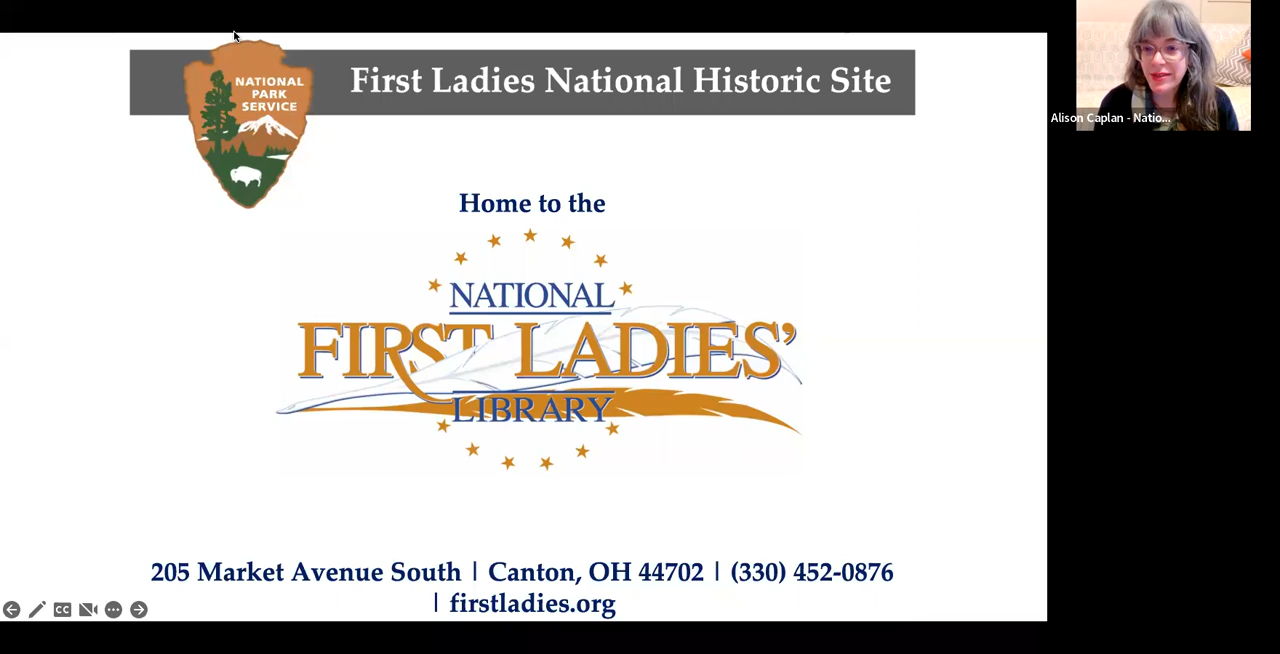 NATIONAL
PARK
SERVICE
First Ladies National Historic Site
Alison Caplan - Natio...
Home to the
NATIONAL
FIRST LADIES’
LIBRARY
205 Market Avenue South | Canton, OH 44702 | (330) 452-0876
| firstladies.org
CC